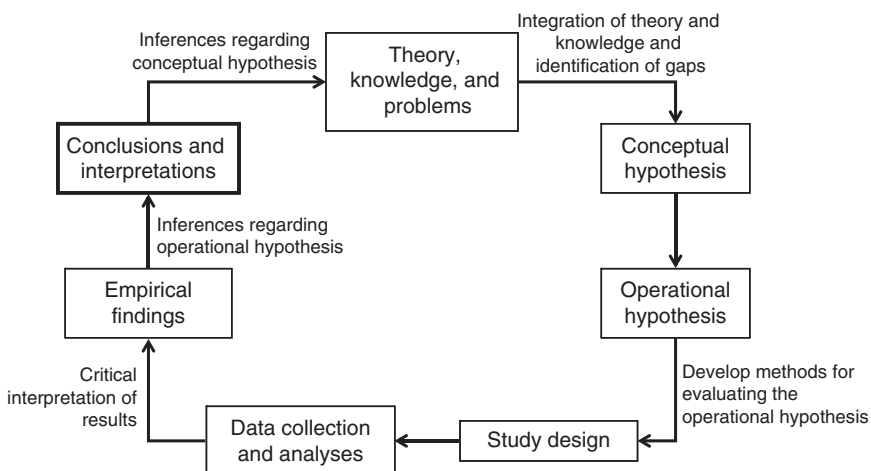 Inferences regarding
conceptual hypothesis
Theory,
knowledge, and
problems
Integration of theory and
knowledge and
identification of gaps
Conclusions and
interpretations
Conceptual
hypothesis
Inferences regarding
operational hypothesis
Empirical
findings
Operational
hypothesis
Critical
interpretation of
results
Develop methods for
evaluating the
operational hypothesis
Data collection
and analyses
Study design